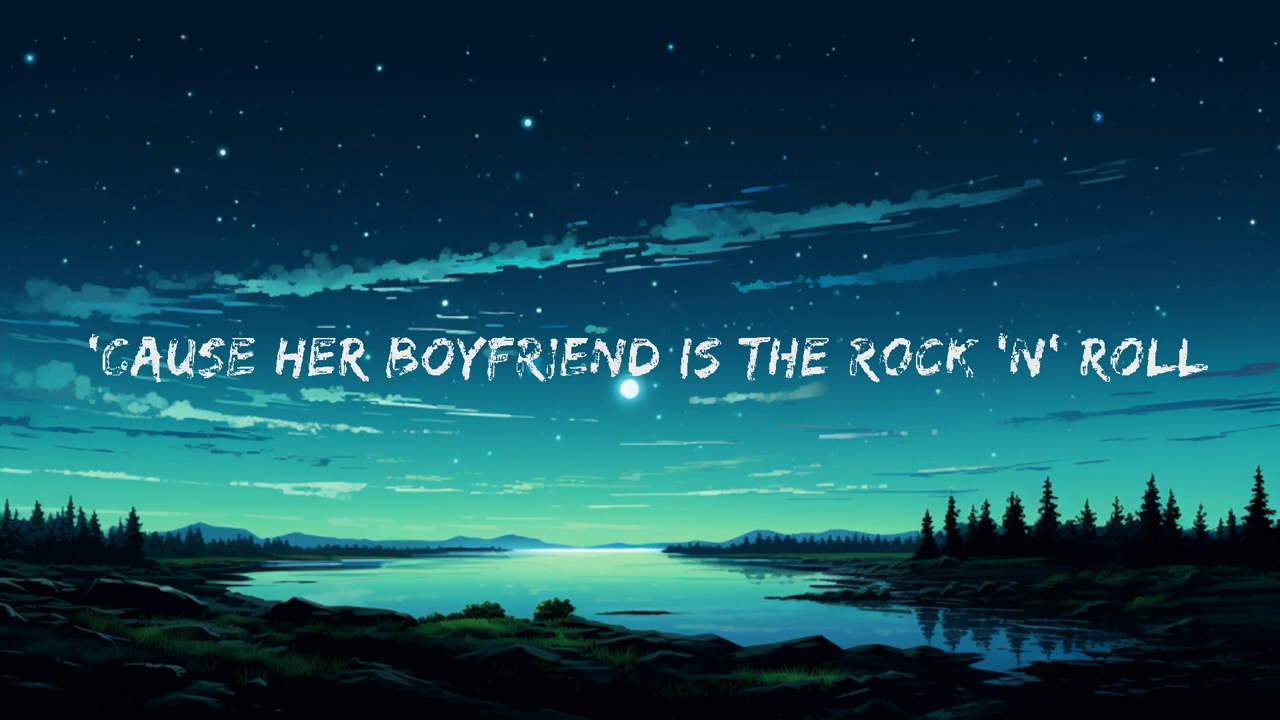 ‘CAUSE HER BOYFRIEND IS THE ROCK ‘N‘ ROLL